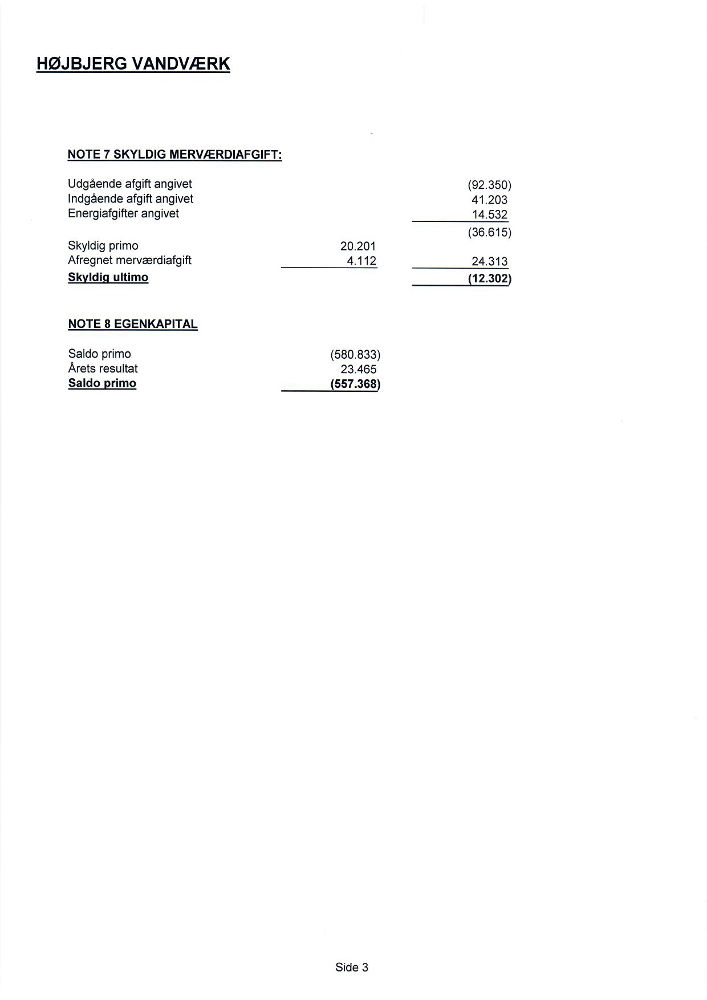 HØJBJERG VANDVÆRK
NOTE 7 SKYLDIG MERVÆRDIAFGIFT:
Udgående afgift angivet (92.350)
Indgående afgift angivet 41.203
Energiafgifter angivet 14.532
(36.615)
Skyldig primo 20.201
Afregnet merværdiafgift 4.112 24.313
Skyldig ultimo (12.302)
NOTE 8 EGENKAPITAL
Saldo primo (580.833)
Årets resultat 23.465
Saldo primo (557.368)
Side 3